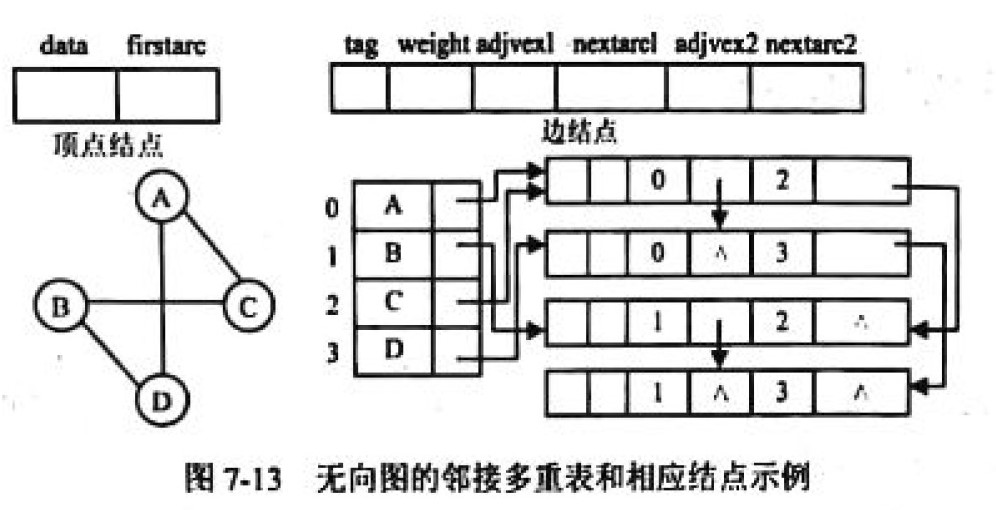 data firstarc
tag weight adjvex1 nextarc1 adjvex2 nextarc2
顶点结点
边结点
A
B
C
D
0 A
1 B
2 C
3 D
0 2
0 ∧ 3
1 2 ∧
1 ∧ 3 ∧
图 7-13 无向图的邻接多重表和相应结点示例